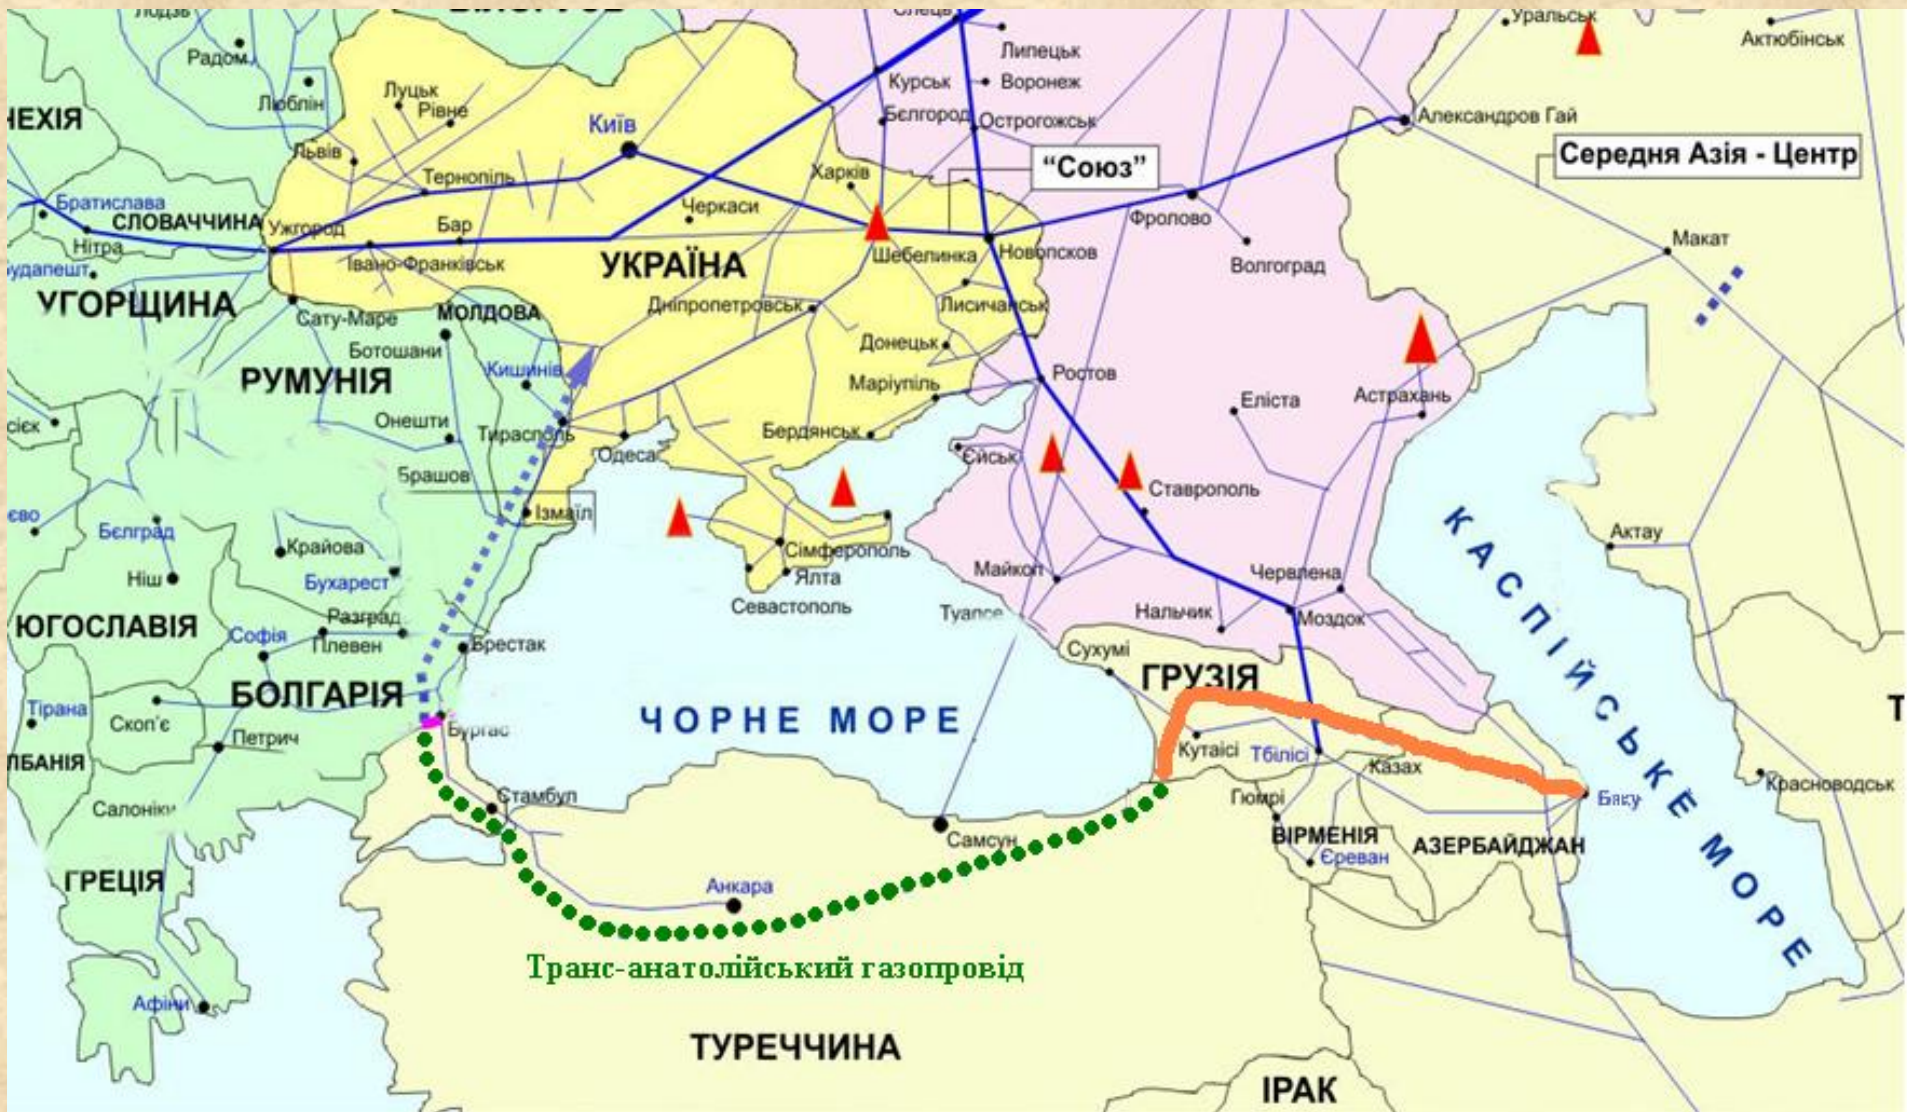 Лодзь
Радом
Люблін
Луцьк
Рівне
Київ
Львів
Тернопіль
Липецьк
Курськ
Воронеж
Бєлгород
Острогожськ
"Союз"
Уральськ
Актюбінськ
Александров Гай
Середня Азія - Центр
Харків
Черкаси
Фролово
Братислава
СЛОВАЧЧИНА
Нітра
Ужгород
Бар
Івано-Франківськ
УКРАЇНА
Шебелинка
Новопсков
Волгоград
Макат
УГОРЩИНА
Сату-Маре
МОЛДОВА
Дніпропетровськ
Лисичанськ
Ботошани
Донецьк
РУМУНІЯ
Кишинів
Маріупіль
Ростов
Еліста
Астрахань
Онешти
Тирасполь
Одеса
Бердянськ
Єйськ
Брашов
Ставрополь
Ізмаїл
Бєлград
Крайова
Сімферополь
Актау
Ніш
Бухарест
Ялта
Севастополь
Майкоп
Червлена
Туапсе
Нальчик
Моздок
КАСПІЙСЬКЕ МОРЕ
ЮГОСЛАВІЯ
Софія
Разград
Плевен
Брестак
Сухумі
ГРУЗІЯ
БОЛГАРІЯ
Тірана
Скоп'є
Петрич
Бургас
ЧОРНЕ МОРЕ
Кутаісі
Тбілісі
Казах
Баку
Красноводськ
Салоніки
Стамбул
Самсун
Гюмрі
ВІРМЕНІЯ
Єреван
АЗЕРБАЙДЖАН
ГРЕЦІЯ
Анкара
Транс-анатолійський газопровід
Афіни
ТУРЕЧЧИНА
ІРАК